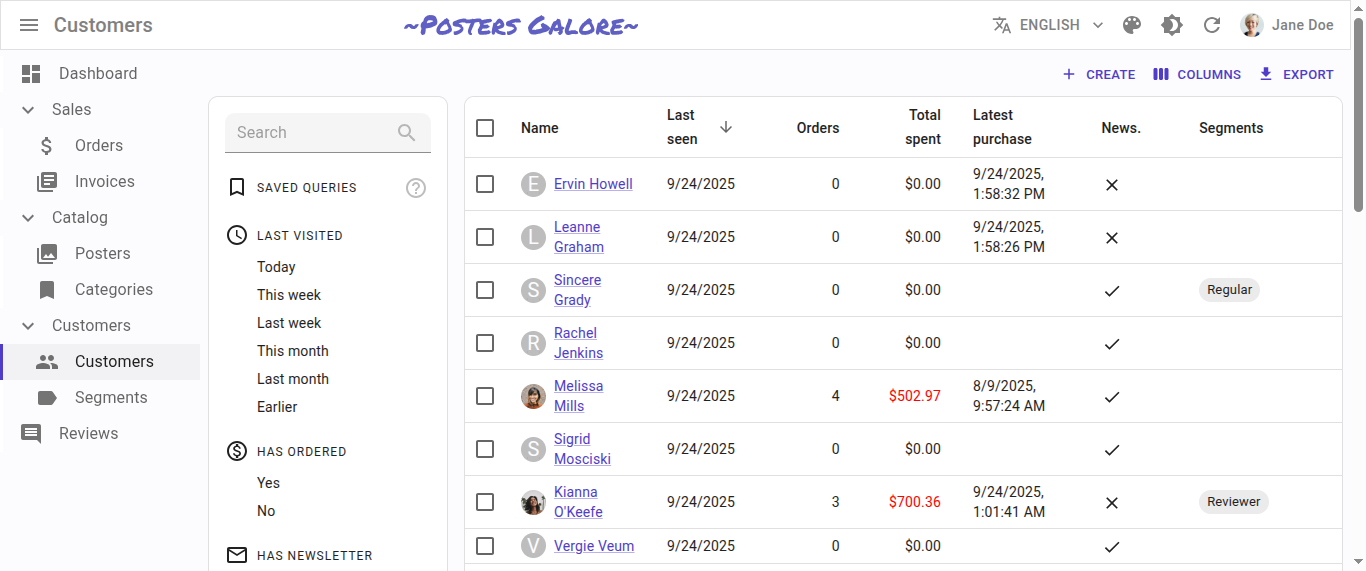 Customers
~Posters Galore~
ENGLISH
Jane Doe
Dashboard
Sales
Orders
Invoices
Catalog
Posters
Categories
Customers
Customers
Segments
Reviews
CREATE
COLUMNS
EXPORT
Search
SAVED QUERIES
?
LAST VISITED
Today
This week
Last week
This month
Last month
Earlier
HAS ORDERED
Yes
No
HAS NEWSLETTER
Name
Last
seen
Orders
Total
spent
Latest
purchase
News.
Segments
E Ervin Howell 9/24/2025 0 $0.00 9/24/2025,
1:58:32 PM
L Leanne
Graham 9/24/2025 0 $0.00 9/24/2025,
1:58:26 PM
S Sincere
Grady 9/24/2025 0 $0.00 Regular
R Rachel
Jenkins 9/24/2025 0 $0.00
Melissa
Mills 9/24/2025 4 $502.97 8/9/2025,
9:57:24 AM
S Sigrid
Mosciski 9/24/2025 0 $0.00
Kianna
O'Keefe 9/24/2025 3 $700.36 9/24/2025,
1:01:41 AM Reviewer
V Vergie Veum 9/24/2025 0 $0.00